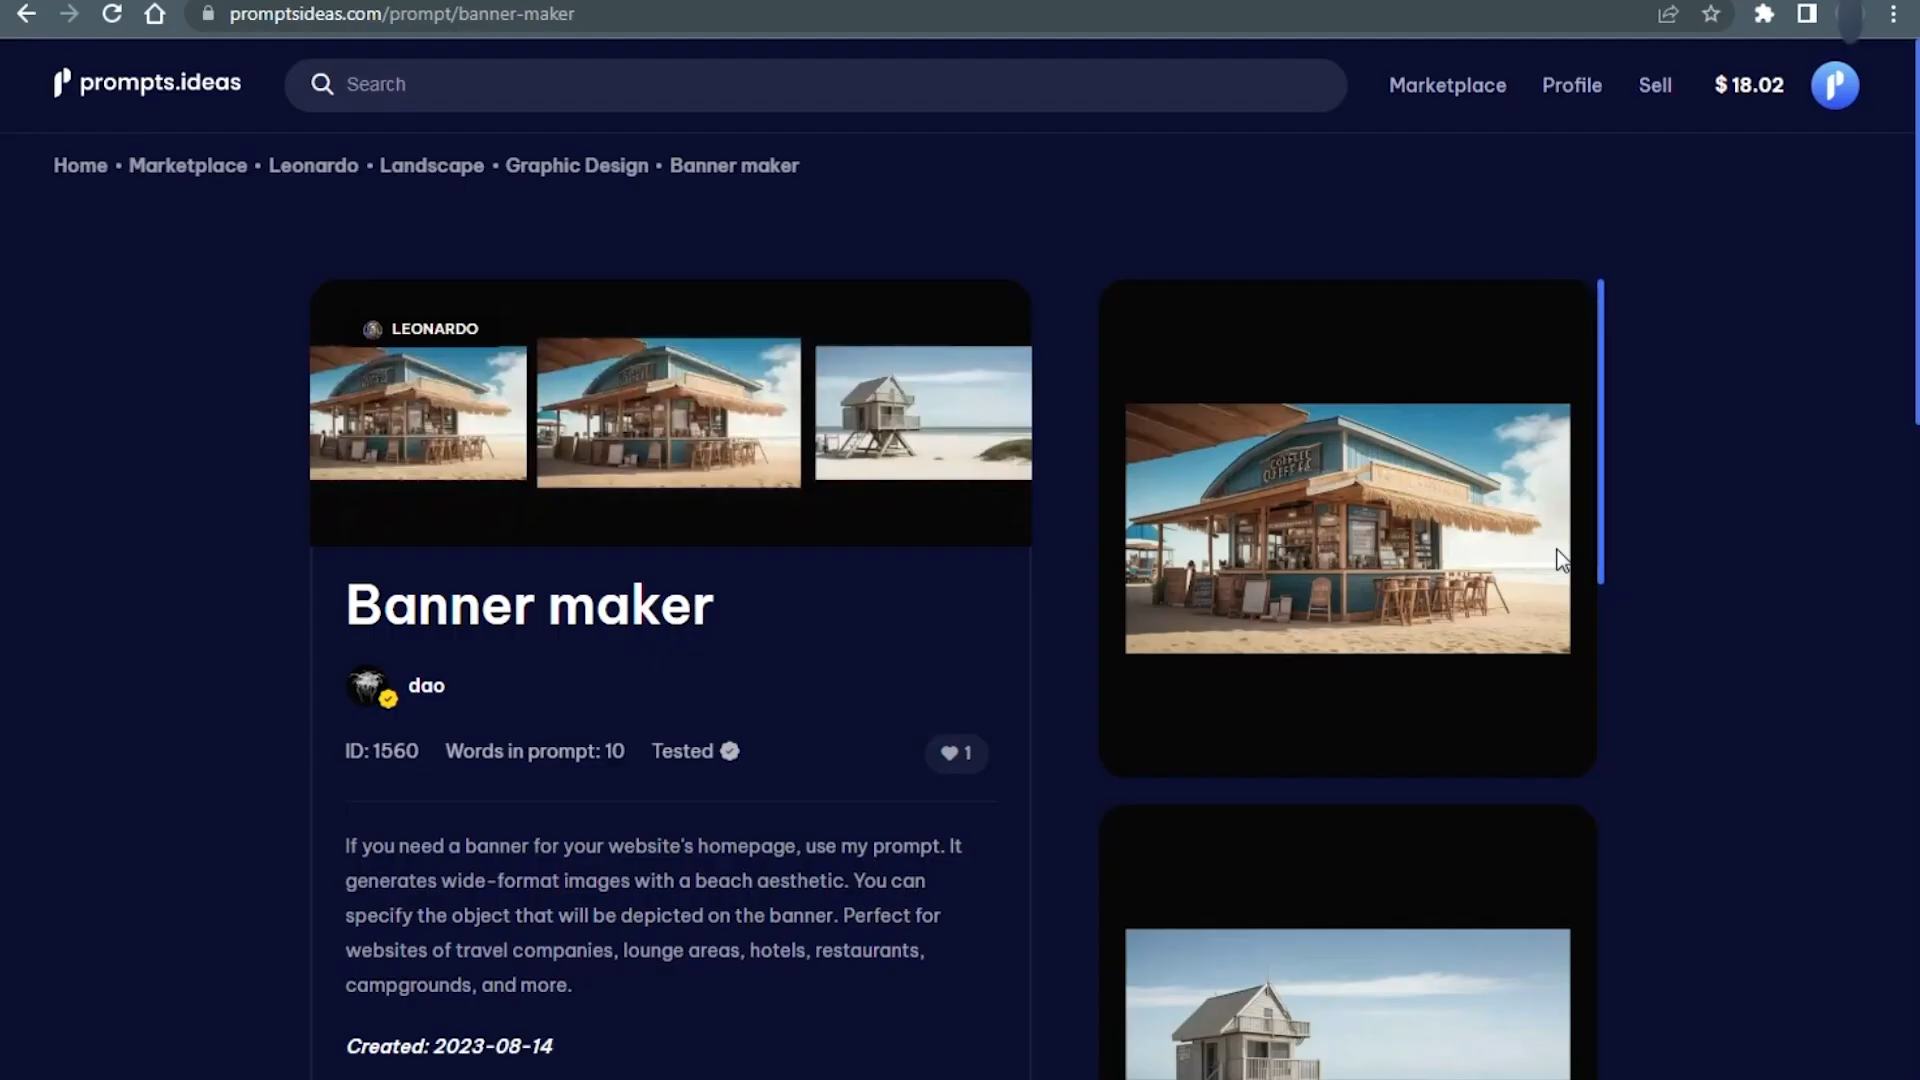 promptsideas.com/prompt/banner-maker
prompts.ideas
Search
Marketplace
Profile
Sell
$ 18.02
Home • Marketplace • Leonardo • Landscape • Graphic Design • Banner maker
LEONARDO
Banner maker
dao
ID: 1560
Words in prompt: 10
Tested
1
If you need a banner for your website's homepage, use my prompt. It
generates wide-format images with a beach aesthetic. You can
specify the object that will be depicted on the banner. Perfect for
websites of travel companies, lounge areas, hotels, restaurants,
campgrounds, and more.
Created: 2023-08-14